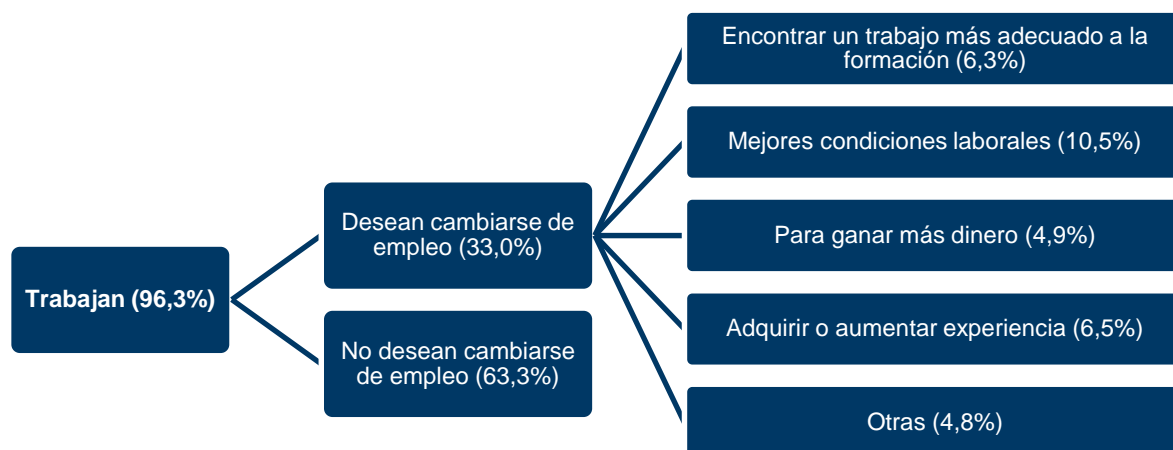 Trabajan (96,3%)
Desean cambiarse de
empleo (33,0%)
No desean cambiarse
de empleo (63,3%)
Encontrar un trabajo más adecuado a la
formación (6,3%)
Mejores condiciones laborales (10,5%)
Para ganar más dinero (4,9%)
Adquirir o aumentar experiencia (6,5%)
Otras (4,8%)